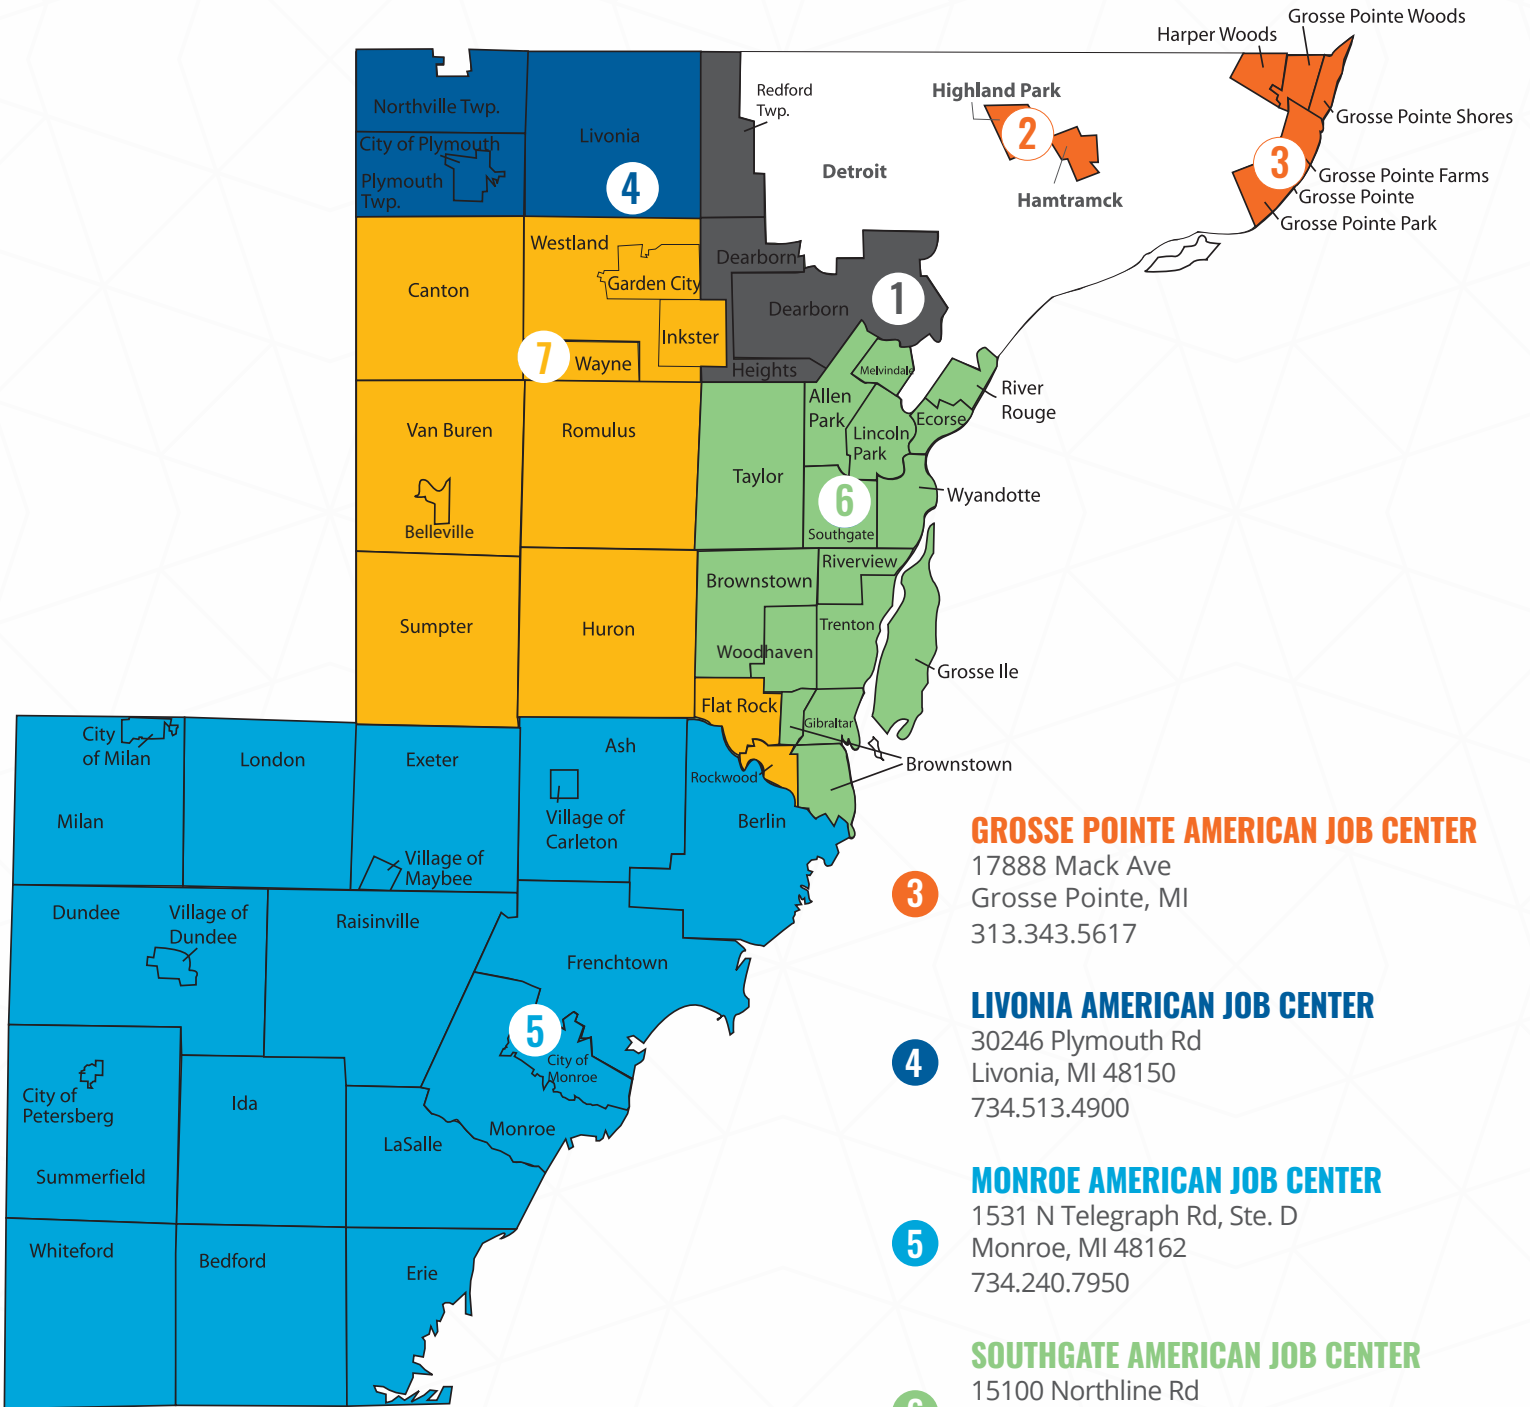 Grosse Pointe Woods
Harper Woods
Grosse Pointe Shores
Redford
Twp.
Highland Park
2
Northville Twp.
Livonia
City of Plymouth
Plymouth
Twp.
4
Detroit
Hamtramck
3
Grosse Pointe Farms
Grosse Pointe
Grosse Pointe Park
Westland
Garden City
Canton
Dearborn
Dearborn
Heights
1
Inkster
7
Wayne
Melvindale
Allen
Park
River
Rouge
Ecorse
Lincoln
Park
Van Buren
Romulus
Taylor
6
Southgate
Wyandotte
Belleville
Riverview
Brownstown
Sumpter
Huron
Trenton
Woodhaven
Grosse Ile
Flat Rock
Gibraltar
Brownstown
Rockwood
City
of Milan
London
Exeter
Ash
Milan
Village of
Carleton
Berlin
Village of
Maybee
Dundee
Village of
Dundee
Raisinville
Frenchtown
5
City of
Monroe
City of
Petersberg
Ida
Monroe
LaSalle
Summerfield
Whiteford
Bedford
Erie
GROSSE POINTE AMERICAN JOB CENTER
3
17888 Mack Ave
Grosse Pointe, MI
313.343.5617
LIVONIA AMERICAN JOB CENTER
4
30246 Plymouth Rd
Livonia, MI 48150
734.513.4900
MONROE AMERICAN JOB CENTER
5
1531 N Telegraph Rd, Ste. D
Monroe, MI 48162
734.240.7950
SOUTHGATE AMERICAN JOB CENTER
6
15100 Northline Rd